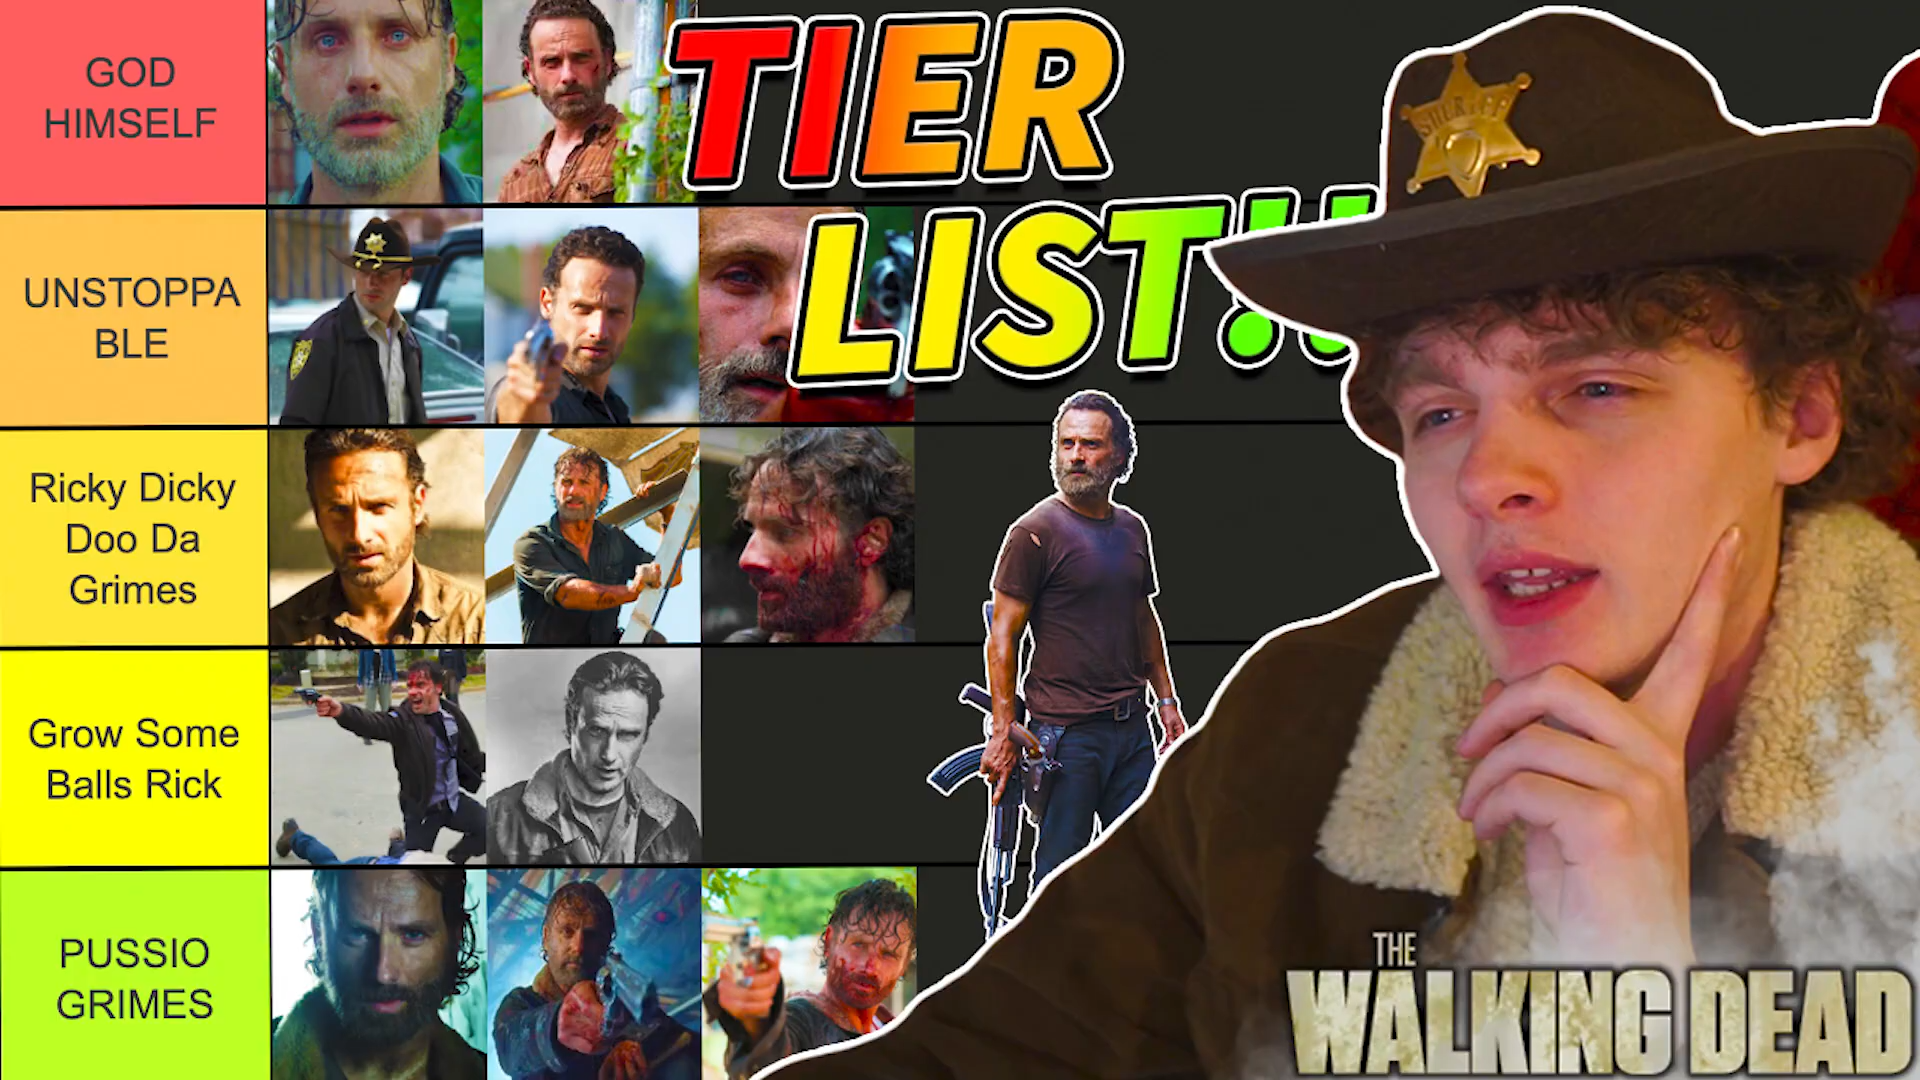 GOD
HIMSELF
TIER
LIST!!
SHERIFF
UNSTOPPA
BLE
Ricky Dicky
Doo Da
Grimes
Grow Some
Balls Rick
PUSSIO
GRIMES
THE
WALKING DEAD